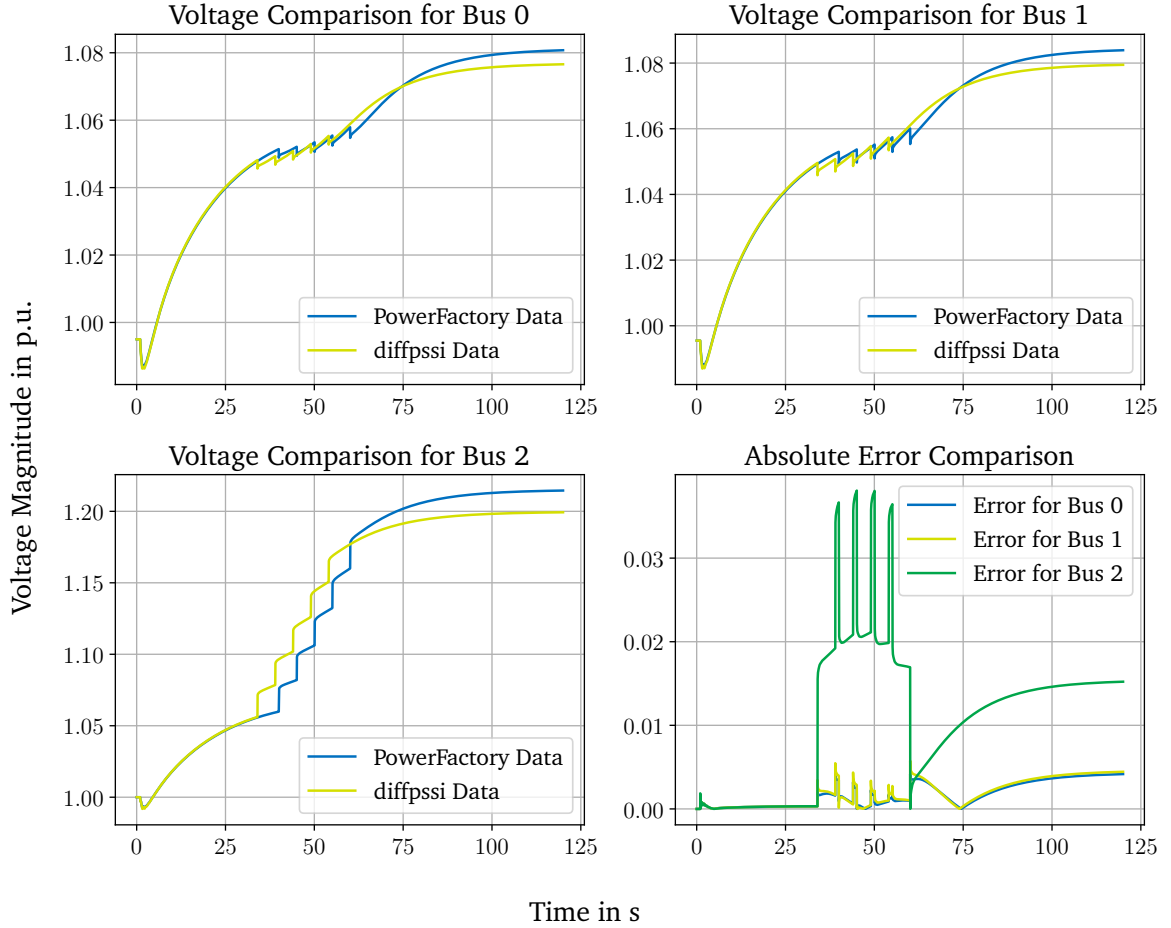 Voltage Comparison for Bus 0
1.08
1.06
1.04
1.02
1.00
PowerFactory Data
diffpssi Data
0 25 50 75 100 125
Voltage Comparison for Bus 1
1.08
1.06
1.04
1.02
1.00
PowerFactory Data
diffpssi Data
0 25 50 75 100 125
Voltage Magnitude in p.u.
Voltage Comparison for Bus 2
1.20
1.15
1.10
1.05
1.00
PowerFactory Data
diffpssi Data
0 25 50 75 100 125
Absolute Error Comparison
0.03
0.02
0.01
0.00
Error for Bus 0
Error for Bus 1
Error for Bus 2
0 25 50 75 100 125
Time in s